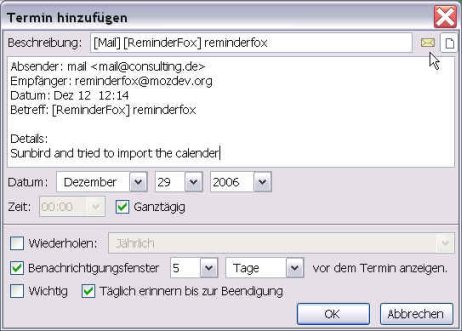 Termin hinzufügen
Beschreibung: [Mail] [ReminderFox] reminderfox
Absender: mail <mail@consulting.de>
Empfänger: reminderfox@mozdev.org
Datum: Dez 12 12:14
Betreff: [ReminderFox] reminderfox
Details:
Sunbird and tried to import the calender
Datum: Dezember 29 2006
Zeit: 00:00 Ganztägig
Wiederholen: Jährlich
Benachrichtigungsfenster 5 Tage vor dem Termin anzeigen.
Wichtig Täglich erinnern bis zur Beendigung
OK Abbrechen